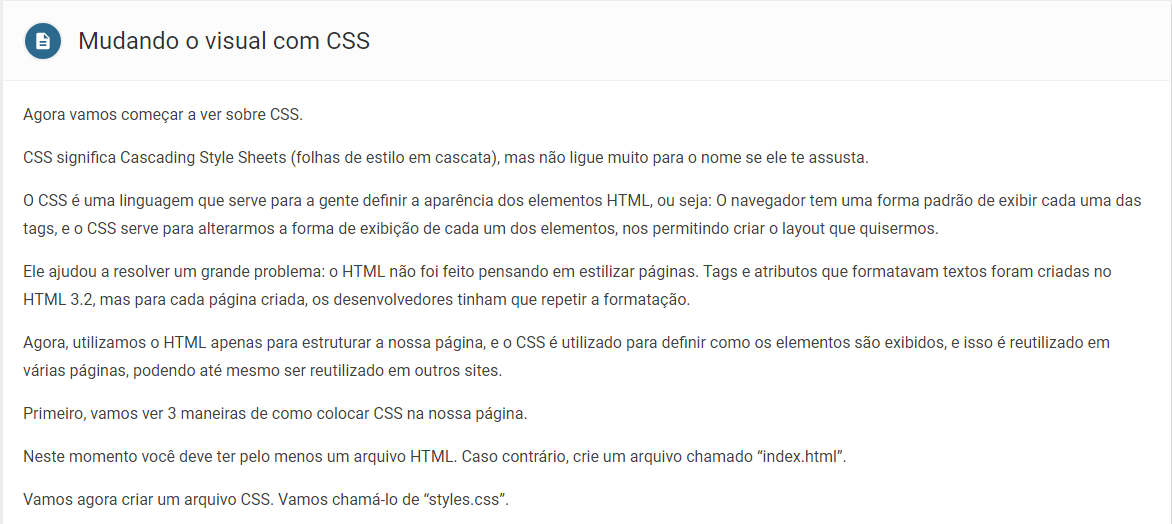 Mudando o visual com CSS
Agora vamos começar a ver sobre CSS.
CSS significa Cascading Style Sheets (folhas de estilo em cascata), mas não ligue muito para o nome se ele te assusta.
O CSS é uma linguagem que serve para a gente definir a aparência dos elementos HTML, ou seja: O navegador tem uma forma padrão de exibir cada uma das
tags, e o CSS serve para alterarmos a forma de exibição de cada um dos elementos, nos permitindo criar o layout que quisermos.
Ele ajudou a resolver um grande problema: o HTML não foi feito pensando em estilizar páginas. Tags e atributos que formatavam textos foram criadas no
HTML 3.2, mas para cada página criada, os desenvolvedores tinham que repetir a formatação.
Agora, utilizamos o HTML apenas para estruturar a nossa página, e o CSS é utilizado para definir como os elementos são exibidos, e isso é reutilizado em
várias páginas, podendo até mesmo ser reutilizado em outros sites.
Primeiro, vamos ver 3 maneiras de como colocar CSS na nossa página.
Neste momento você deve ter pelo menos um arquivo HTML. Caso contrário, crie um arquivo chamado “index.html”.
Vamos agora criar um arquivo CSS. Vamos chamá-lo de “styles.css”.